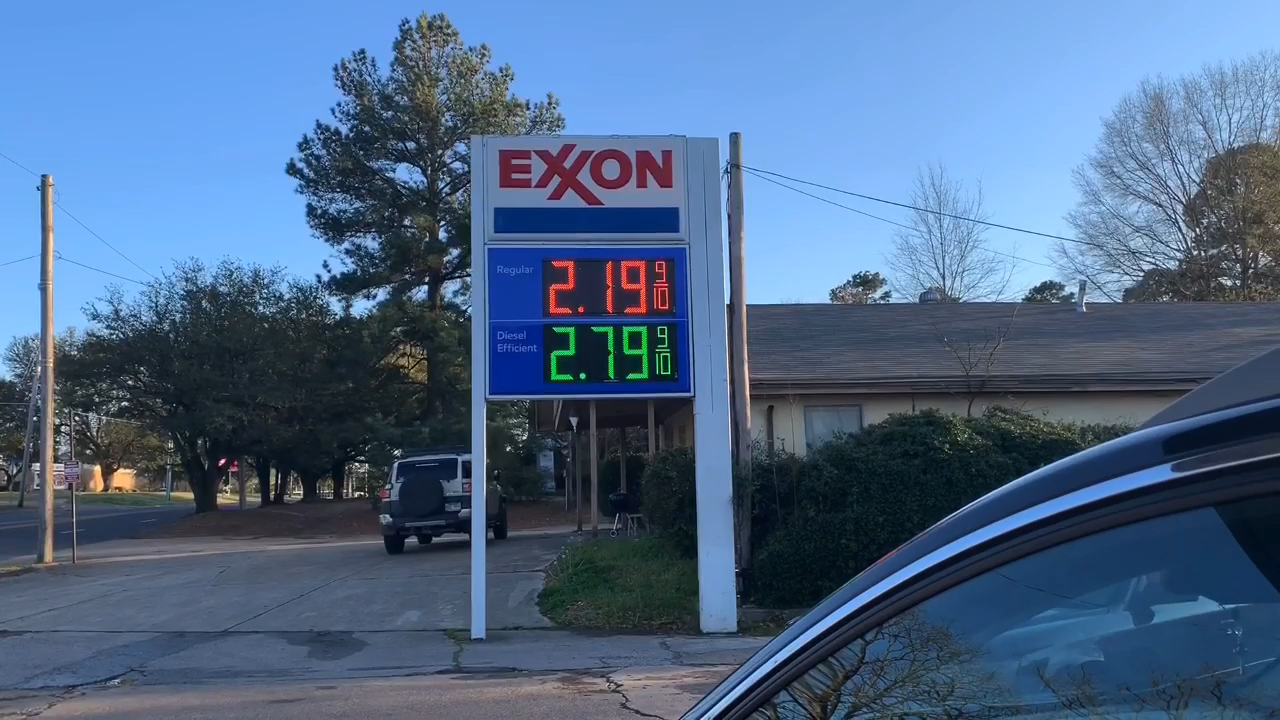 EXXON
Regular 2.19 9/10
Diesel
Efficient 2.79 9/10